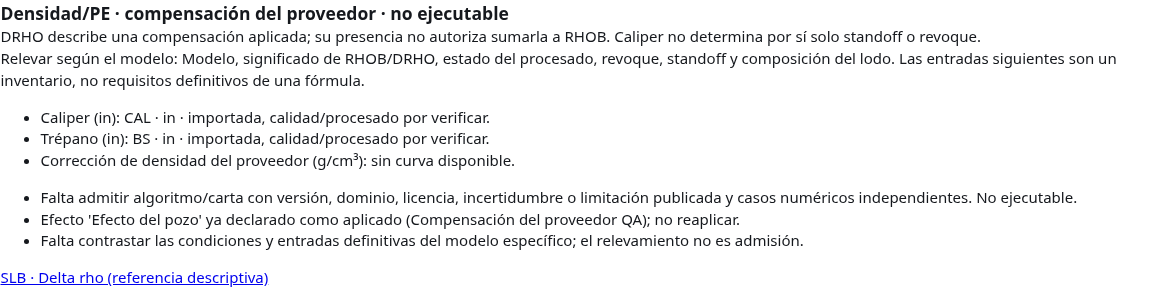 Densidad/PE · compensación del proveedor · no ejecutable
DRHO describe una compensación aplicada; su presencia no autoriza sumarla a RHOB. Caliper no determina por sí solo standoff o revoque.
Relevar según el modelo: Modelo, significado de RHOB/DRHO, estado del procesado, revoque, standoff y composición del lodo. Las entradas siguientes son un
inventario, no requisitos definitivos de una fórmula.
• Caliper (in): CAL · in · importada, calidad/procesado por verificar.
• Trépano (in): BS · in · importada, calidad/procesado por verificar.
• Corrección de densidad del proveedor (g/cm³): sin curva disponible.
• Falta admitir algoritmo/carta con versión, dominio, licencia, incertidumbre o limitación publicada y casos numéricos independientes. No ejecutable.
• Efecto 'Efecto del pozo' ya declarado como aplicado (Compensación del proveedor QA); no reaplicar.
• Falta contrastar las condiciones y entradas definitivas del modelo específico; el relevamiento no es admisión.
SLB · Delta rho (referencia descriptiva)